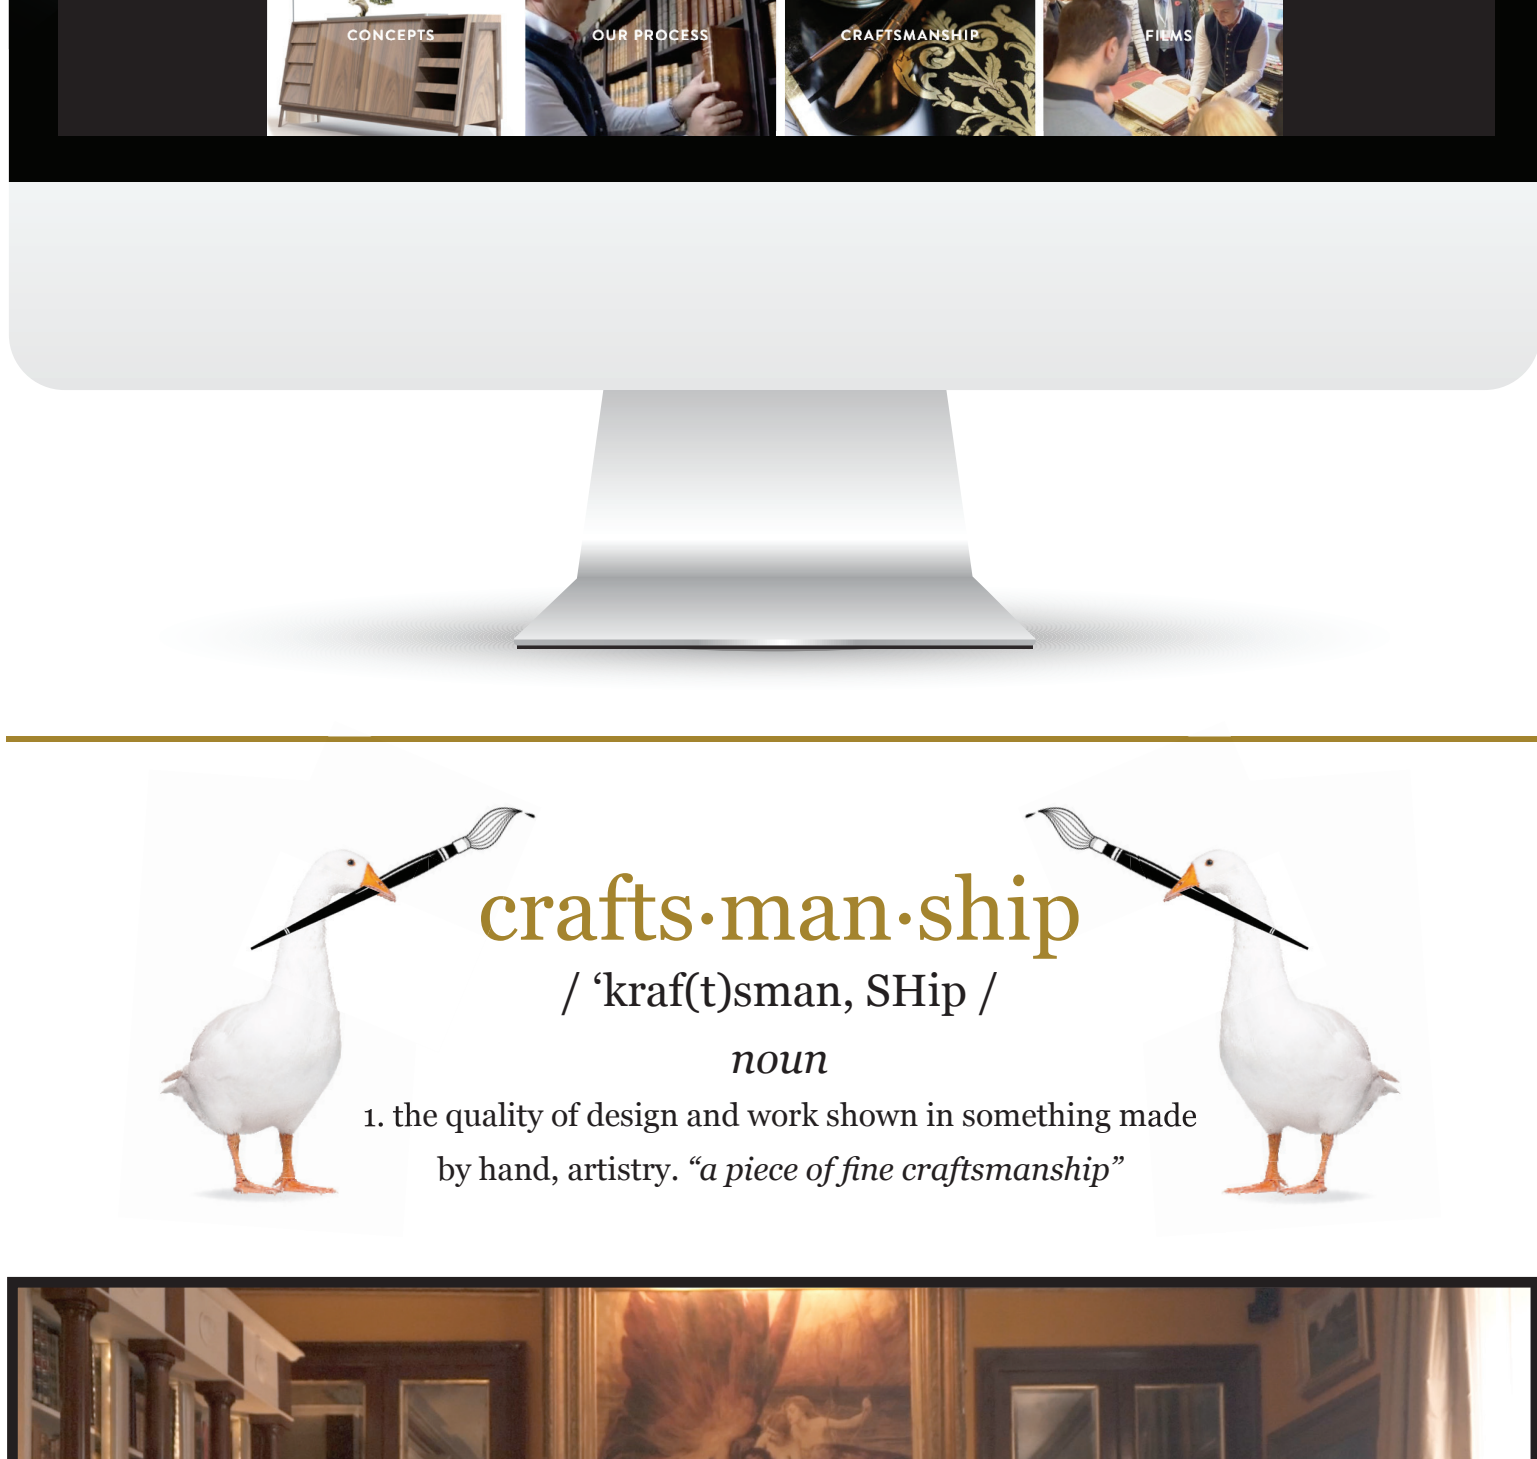 CONCEPTS
OUR PROCESS
CRAFTSMANSHIP
FILMS
crafts·man·ship
/ ‘kraf(t)sman, SHip /
noun
1. the quality of design and work shown in something made
by hand, artistry. “a piece of fine craftsmanship”